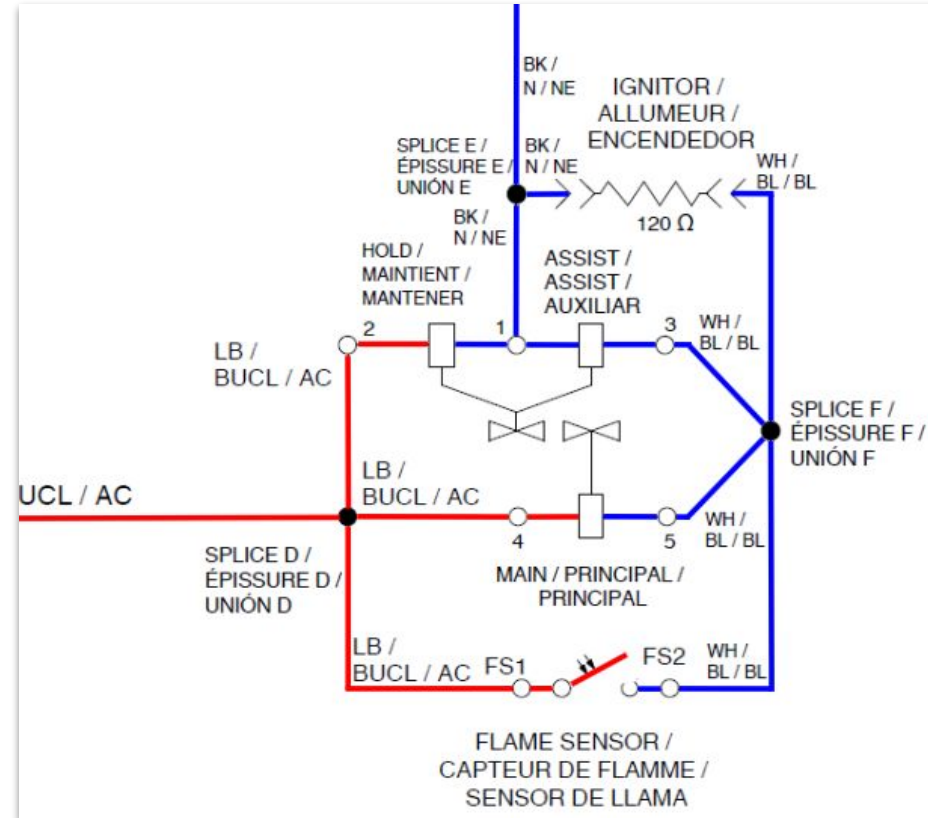 BK /
N / NE
IGNITOR /
ALLUMEUR /
ENCENDEDOR
SPLICE E /
ÉPISSURE E /
UNIÓN E
BK /
N / NE
WH /
BL / BL
120 Ω
BK /
N / NE
HOLD /
MAINTIENT /
MANTENER
ASSIST /
ASSIST /
AUXILIAR
2
1
3
WH /
BL / BL
LB /
BUCL / AC
SPLICE F /
ÉPISSURE F /
UNIÓN F
LB /
BUCL / AC
UCL / AC
4
5
WH /
BL / BL
SPLICE D /
ÉPISSURE D /
UNIÓN D
MAIN / PRINCIPAL /
PRINCIPAL
LB /
BUCL / AC
FS1
FS2
WH /
BL / BL
FLAME SENSOR /
CAPTEUR DE FLAMME /
SENSOR DE LLAMA